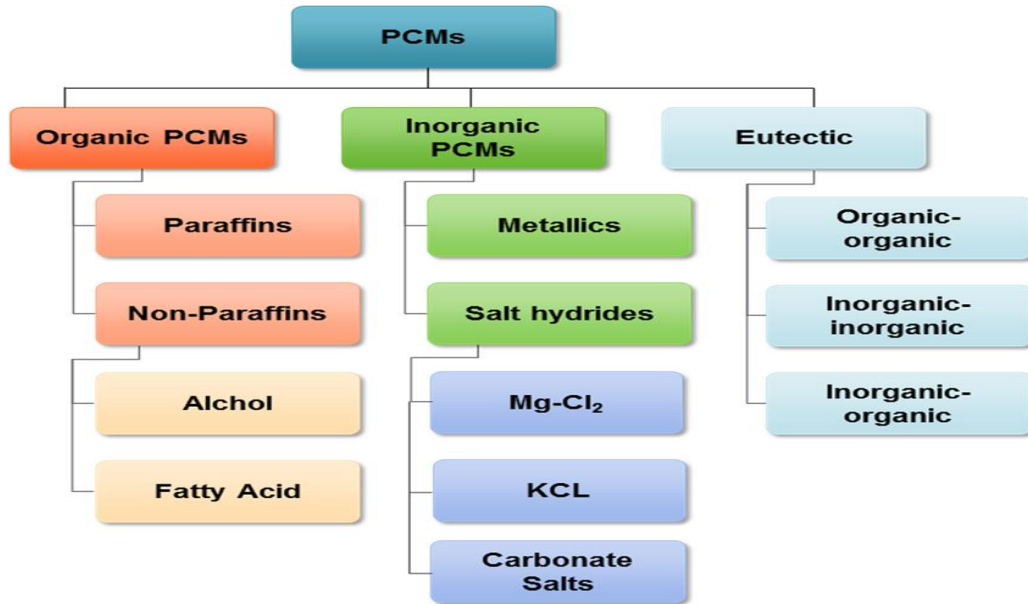 PCMs
Organic PCMs
Inorganic
PCMs
Eutectic
Paraffins
Non-Paraffins
Alchol
Fatty Acid
Metallics
Salt hydrides
Mg-Cl₂
KCL
Carbonate
Salts
Organic-
organic
Inorganic-
inorganic
Inorganic-
organic